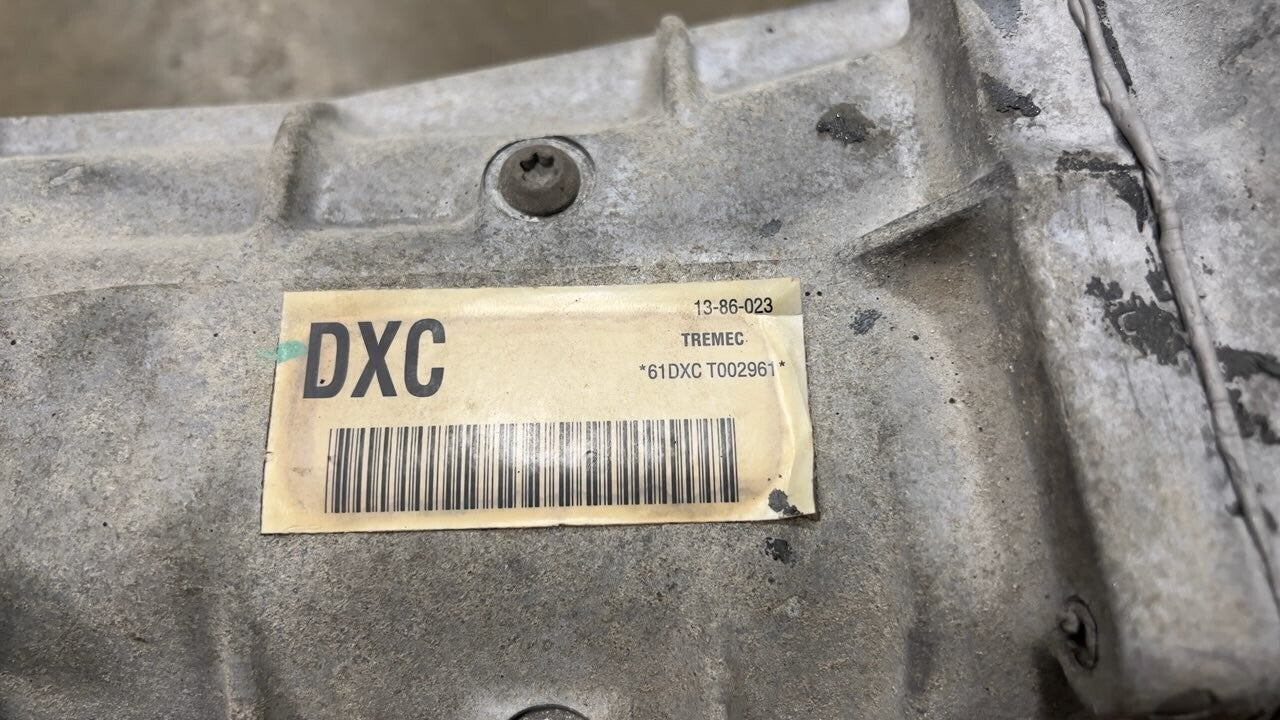 13-86-023
DXC
TREMEC
*61DXC T002961*